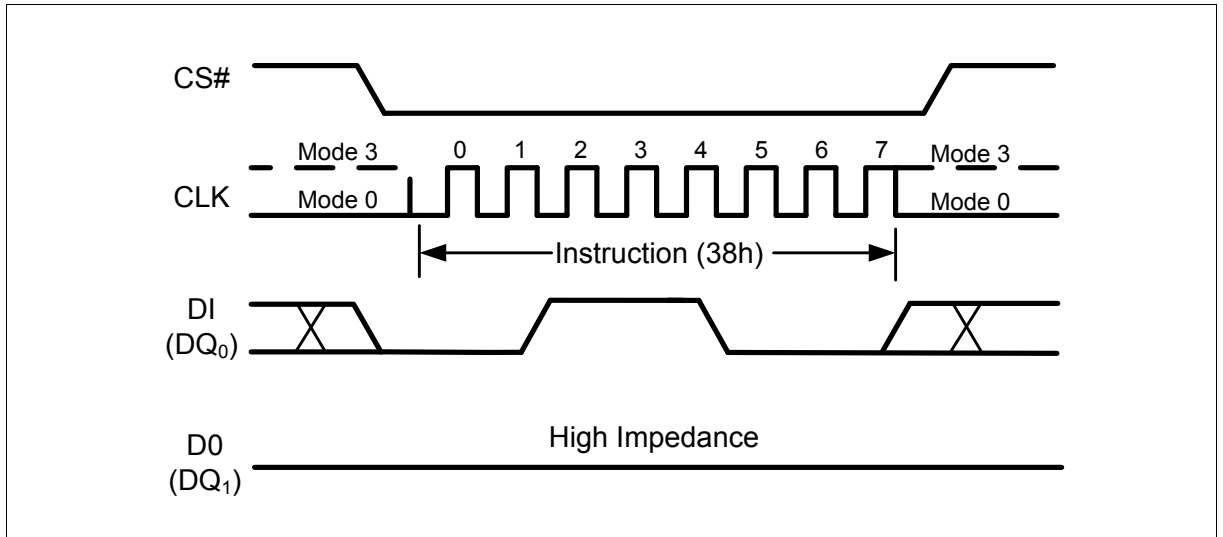 CS#
Mode 3 0 1 2 3 4 5 6 7 Mode 3
CLK
Mode 0 Mode 0
Instruction (38h)
DI
(DQ0)
High Impedance
D0
(DQ1)